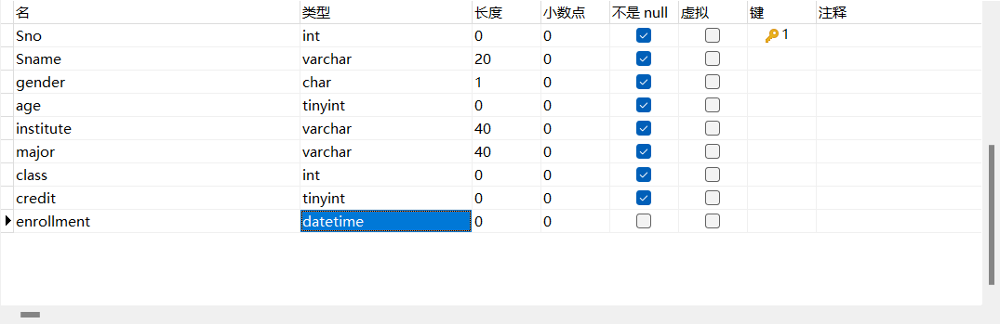 名 类型 长度 小数点 不是 null 虚拟 键 注释
Sno int 0 0 1
Sname varchar 20 0
gender char 1 0
age tinyint 0 0
institute varchar 40 0
major varchar 40 0
class int 0 0
credit tinyint 0 0
enrollment datetime 0 0